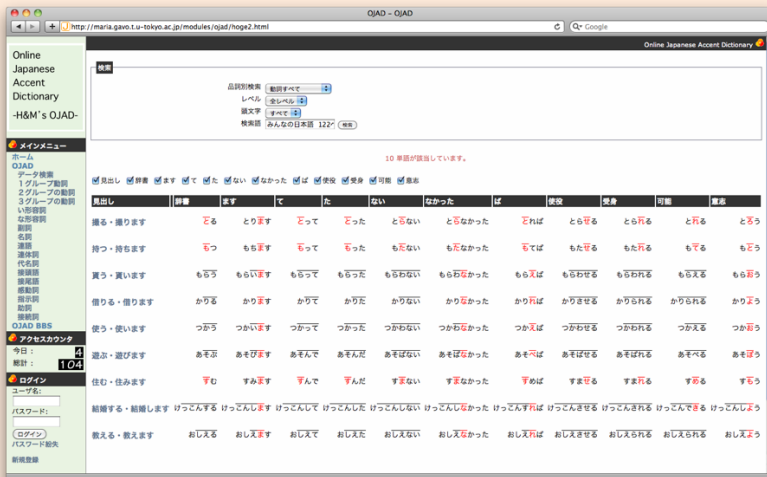 OJAD - OJAD
http://maria.gavo.t.u-tokyo.ac.jp/modules/ojad/hoge2.html
Google
Online Japanese Accent Dictionary
Online
Japanese
Accent
Dictionary
-H&M's OJAD-
メインメニュー
ホーム
OJAD
データ検索
1グループ動詞
2グループの動詞
3グループの動詞
い形容詞
な形容詞
副詞
名詞
連語
連体詞
代名詞
接頭語
接尾語
感動詞
指示詞
助詞
接続詞
OJAD BBS
アクセスカウンタ
今日: 4
総計: 104
ログイン
ユーザ名:
パスワード:
ログイン
パスワード紛失
新規登録
検索
品詞別検索 動詞すべて
レベル 全レベル
頭文字 すべて
検索語 みんなの日本語 122ペ 検索
10 単語が該当しています。
見出し 辞書 ます て た ない なかった ば 使役 受身 可能 意志
見出し 辞書 ます て た ない なかった ば 使役 受身 可能 意志
撮る・撮ります とる とります とって とった とらない とらなかった とれば とらせる とられる とれる とろう
持つ・持ちます もつ もちます もって もった もたない もたなかった もてば もたせる もたれる もてる もとう
貰う・貰います もらう もらいます もらって もらった もらわない もらわなかった もらえば もらわせる もらわれる もらえる もらおう
借りる・借ります かりる かります かりて かりた かりない かりなかった かりれば かりさせる かりられる かりられる かりよう
使う・使います つかう つかいます つかって つかった つかわない つかわなかった つかえば つかわせる つかわれる つかえる つかおう
遊ぶ・遊びます あそぶ あそびます あそんで あそんだ あそばない あそばなかった あそべば あそばせる あそばれる あそべる あそぼう
住む・住みます すむ すみます すんで すんだ すまない すまなかった すめば すませる すまれる すめる すもう
結婚する・結婚します けっこんする けっこんします けっこんして けっこんした けっこんしない けっこんしなかった けっこんすれば けっこんさせる けっこんされる けっこんできる けっこんしよう
教える・教えます おしえる おしえます おしえて おしえた おしえない おしえなかった おしえれば おしえさせる おしえられる おしえられる おしえよう